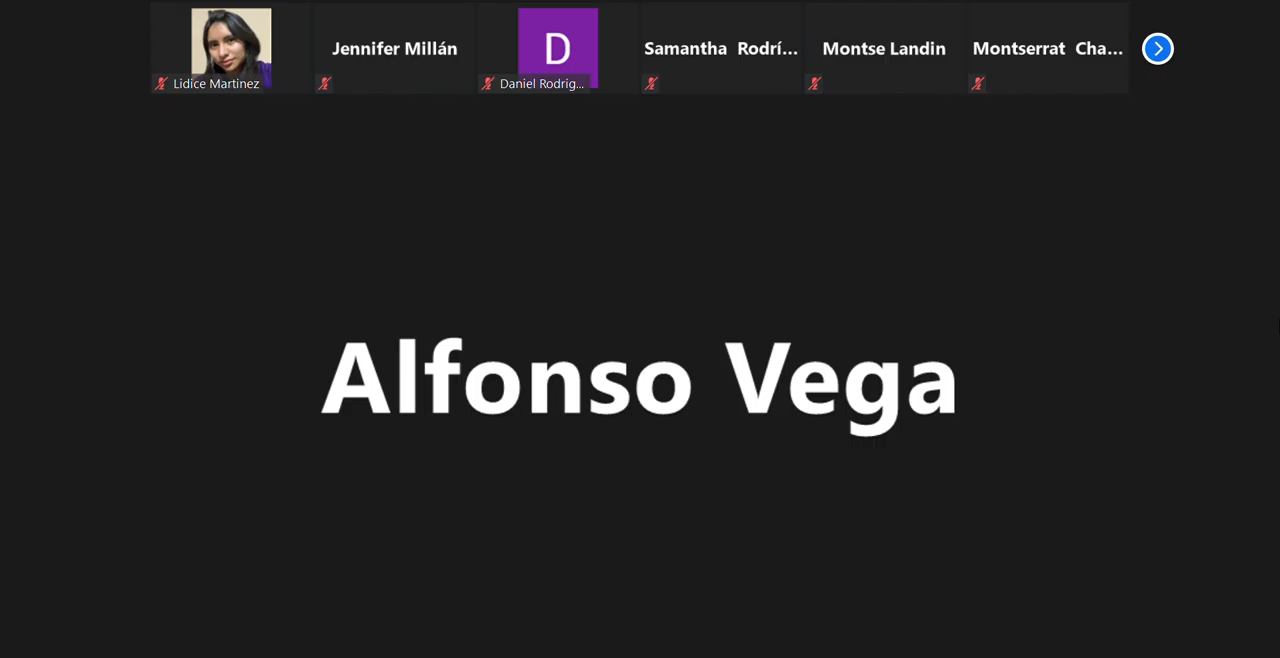 Jennifer Millán
D
Samantha Rodrí...
Montse Landin
Montserrat Cha...
Lidice Martinez
Daniel Rodrig...
Alfonso Vega